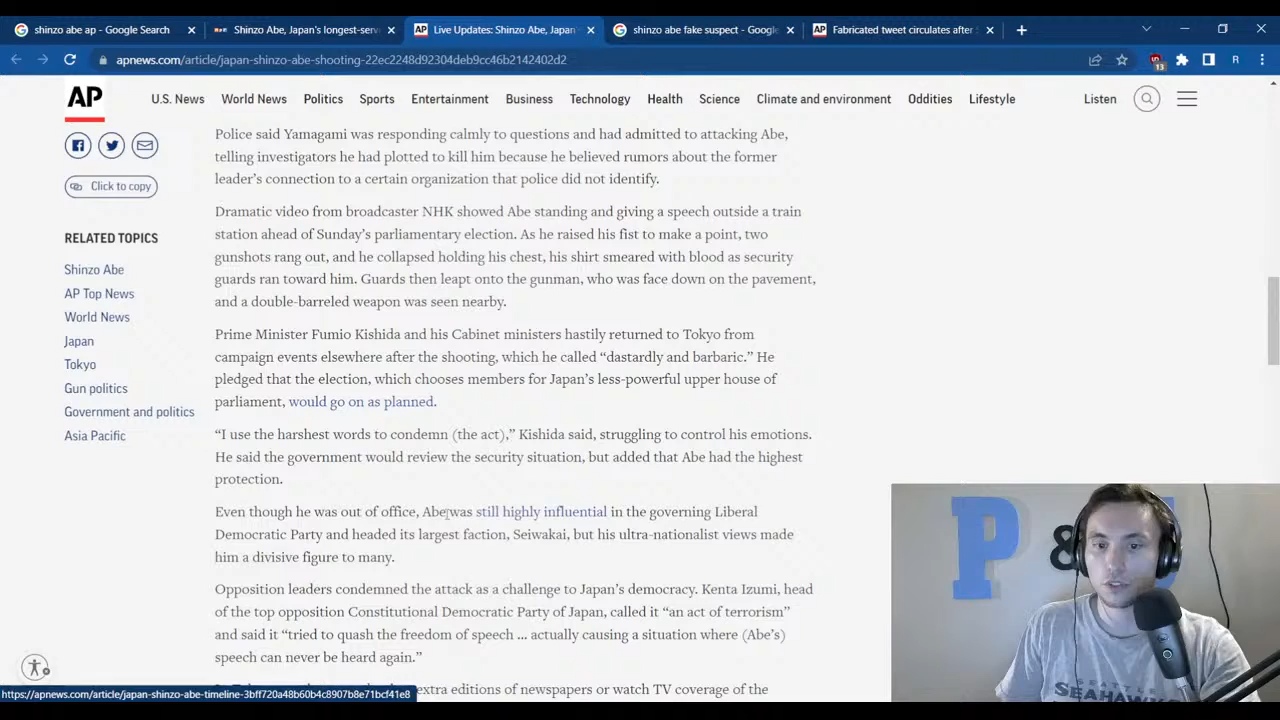 shinzo abe ap - Google Search
Shinzo Abe, Japan's longest-serv
Live Updates: Shinzo Abe, Japan'
shinzo abe fake suspect - Google
Fabricated tweet circulates after
apnews.com/article/japan-shinzo-abe-shooting-22ec2248d92304deb9cc46b2142402d2
13
R
AP
U.S. News World News Politics Sports Entertainment Business Technology Health Science Climate and environment Oddities Lifestyle Listen
Click to copy
RELATED TOPICS
Shinzo Abe
AP Top News
World News
Japan
Tokyo
Gun politics
Government and politics
Asia Pacific
Police said Yamagami was responding calmly to questions and had admitted to attacking Abe,
telling investigators he had plotted to kill him because he believed rumors about the former
leader’s connection to a certain organization that police did not identify.
Dramatic video from broadcaster NHK showed Abe standing and giving a speech outside a train
station ahead of Sunday’s parliamentary election. As he raised his fist to make a point, two
gunshots rang out, and he collapsed holding his chest, his shirt smeared with blood as security
guards ran toward him. Guards then leapt onto the gunman, who was face down on the pavement,
and a double-barreled weapon was seen nearby.
Prime Minister Fumio Kishida and his Cabinet ministers hastily returned to Tokyo from
campaign events elsewhere after the shooting, which he called “dastardly and barbaric.” He
pledged that the election, which chooses members for Japan’s less-powerful upper house of
parliament, would go on as planned.
“I use the harshest words to condemn (the act),” Kishida said, struggling to control his emotions.
He said the government would review the security situation, but added that Abe had the highest
protection.
Even though he was out of office, Abe was still highly influential in the governing Liberal
Democratic Party and headed its largest faction, Seiwakai, but his ultra-nationalist views made
him a divisive figure to many.
Opposition leaders condemned the attack as a challenge to Japan’s democracy. Kenta Izumi, head
of the top opposition Constitutional Democratic Party of Japan, called it “an act of terrorism”
and said it “tried to quash the freedom of speech ... actually causing a situation where (Abe’s)
speech can never be heard again.”
extra editions of newspapers or watch TV coverage of the
https://apnews.com/article/japan-shinzo-abe-timeline-3bff720a48b60b4c8907b8e71bcf41e8
P &
SEATTLE
SEAHAWKS